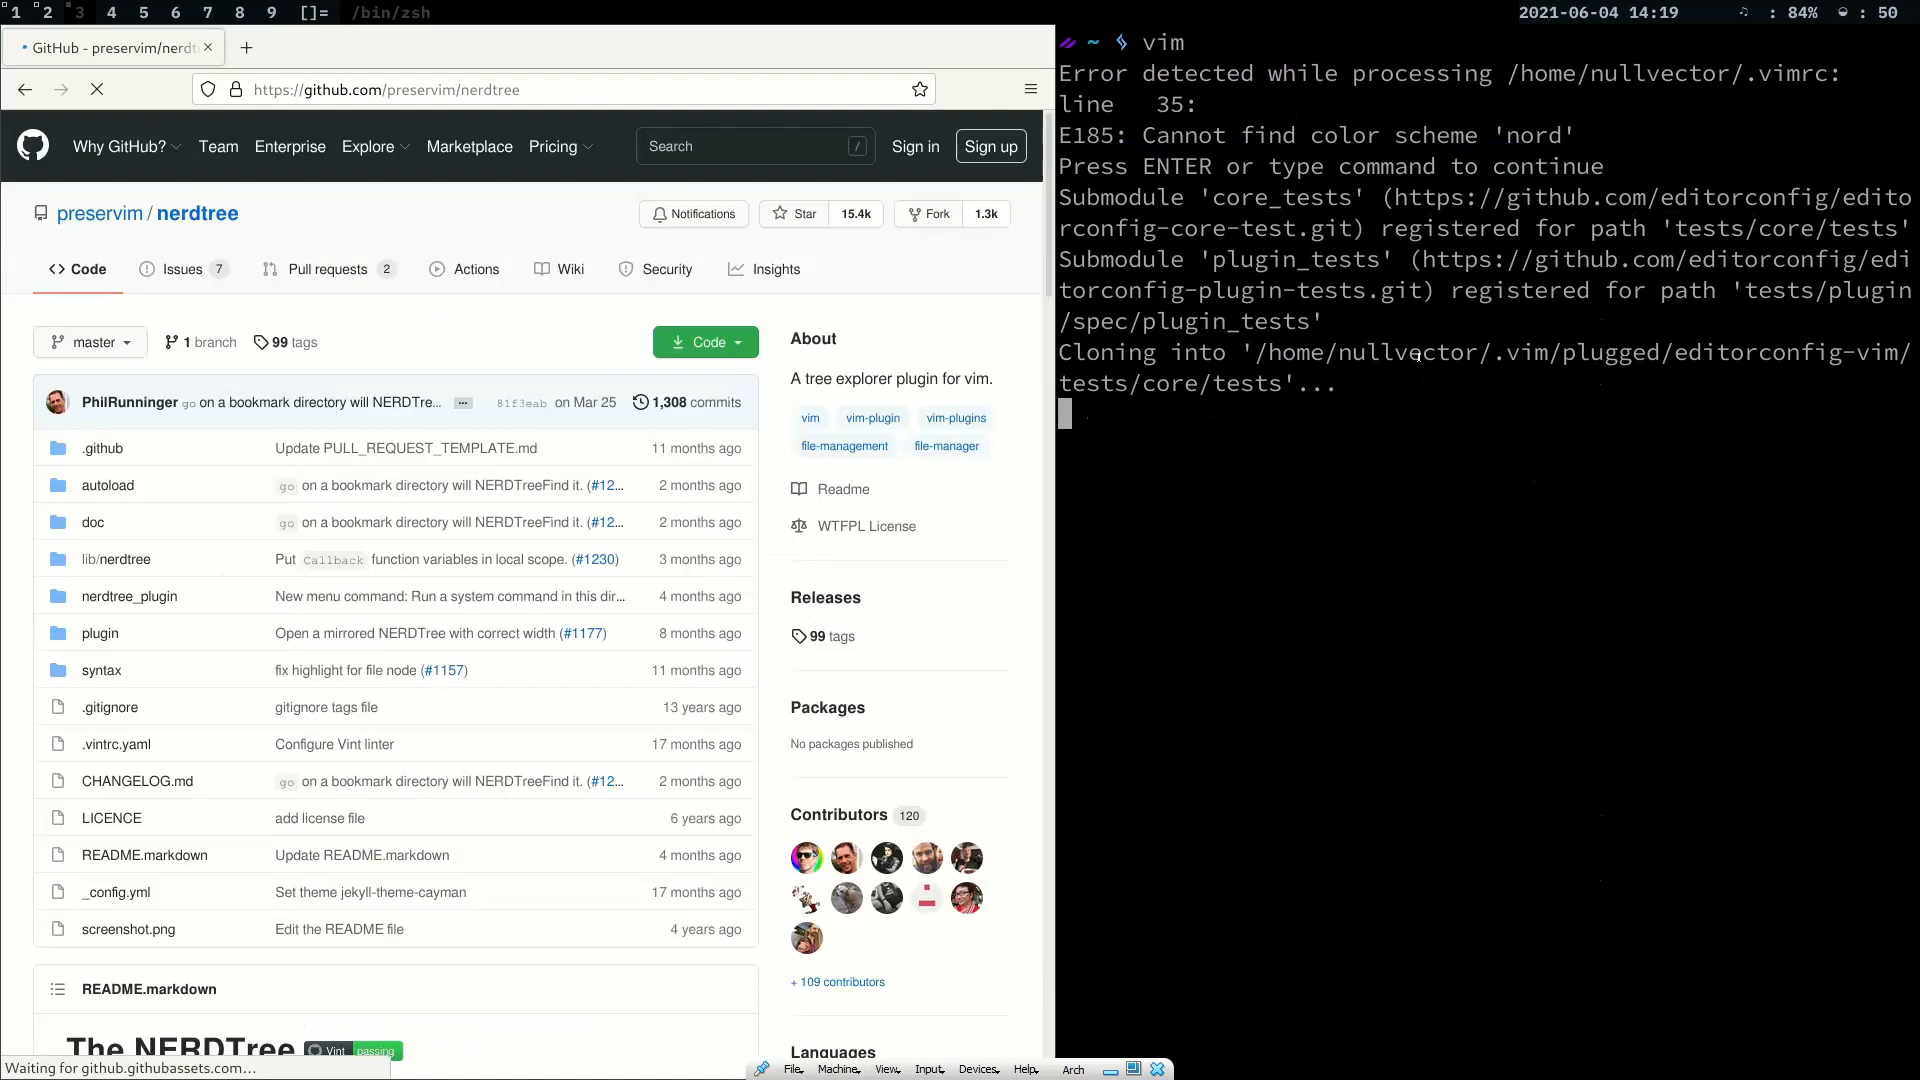 1 2 3 4 5 6 7 8 9 []= /bin/zsh
2021-06-04 14:19 : 84% : 50
GitHub - preservim/nerdt
https://github.com/preservim/nerdtree
Why GitHub? Team Enterprise Explore Marketplace Pricing Search / Sign in Sign up
preservim / nerdtree
Notifications Star 15.4k Fork 1.3k
Code Issues 7 Pull requests 2 Actions Wiki Security Insights
master 1 branch 99 tags Code
PhilRunninger go on a bookmark directory will NERDTre... ... 81f3eab on Mar 25 1,308 commits
.github Update PULL_REQUEST_TEMPLATE.md 11 months ago
autoload go on a bookmark directory will NERDTreeFind it. (#12... 2 months ago
doc go on a bookmark directory will NERDTreeFind it. (#12... 2 months ago
lib/nerdtree Put Callback function variables in local scope. (#1230) 3 months ago
nerdtree_plugin New menu command: Run a system command in this dir... 4 months ago
plugin Open a mirrored NERDTree with correct width (#1177) 8 months ago
syntax fix highlight for file node (#1157) 11 months ago
.gitignore gitignore tags file 13 years ago
.vintrc.yaml Configure Vint linter 17 months ago
CHANGELOG.md go on a bookmark directory will NERDTreeFind it. (#12... 2 months ago
LICENCE add license file 6 years ago
README.markdown Update README.markdown 4 months ago
_config.yml Set theme jekyll-theme-cayman 17 months ago
screenshot.png Edit the README file 4 years ago
README.markdown
The NERDTree Vint passing
About
A tree explorer plugin for vim.
vim vim-plugin vim-plugins
file-management file-manager
Readme
WTFPL License
Releases
99 tags
Packages
No packages published
Contributors 120
+ 109 contributors
Languages
Waiting for github.githubassets.com...
~ vim
Error detected while processing /home/nullvector/.vimrc:
line   35:
E185: Cannot find color scheme 'nord'
Press ENTER or type command to continue
Submodule 'core_tests' (https://github.com/editorconfig/edito
rconfig-core-test.git) registered for path 'tests/core/tests'
Submodule 'plugin_tests' (https://github.com/editorconfig/edi
torconfig-plugin-tests.git) registered for path 'tests/plugin
/spec/plugin_tests'
Cloning into '/home/nullvector/.vim/plugged/editorconfig-vim/
tests/core/tests'...
File Machine View Input Devices Help Arch